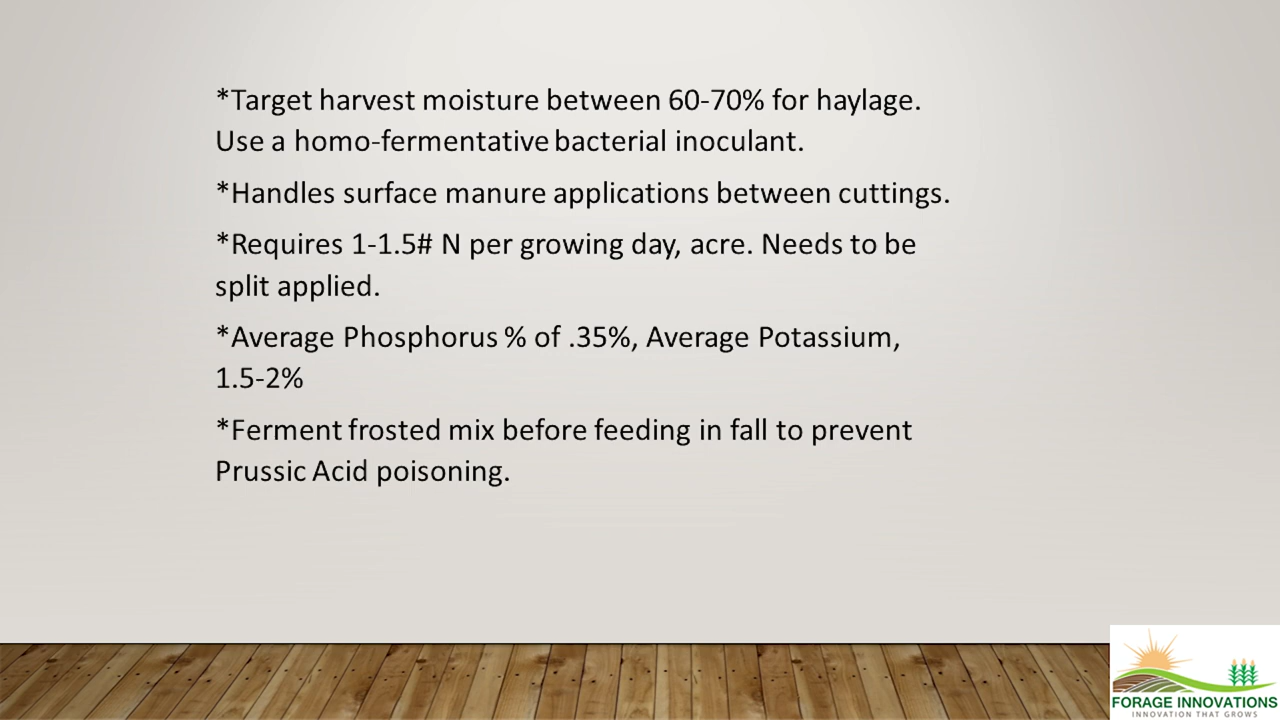 *Target harvest moisture between 60-70% for haylage.
Use a homo-fermentative bacterial inoculant.
*Handles surface manure applications between cuttings.
*Requires 1-1.5# N per growing day, acre. Needs to be
split applied.
*Average Phosphorus % of .35%, Average Potassium,
1.5-2%
*Ferment frosted mix before feeding in fall to prevent
Prussic Acid poisoning.
FORAGE INNOVATIONS
INNOVATION THAT GROWS